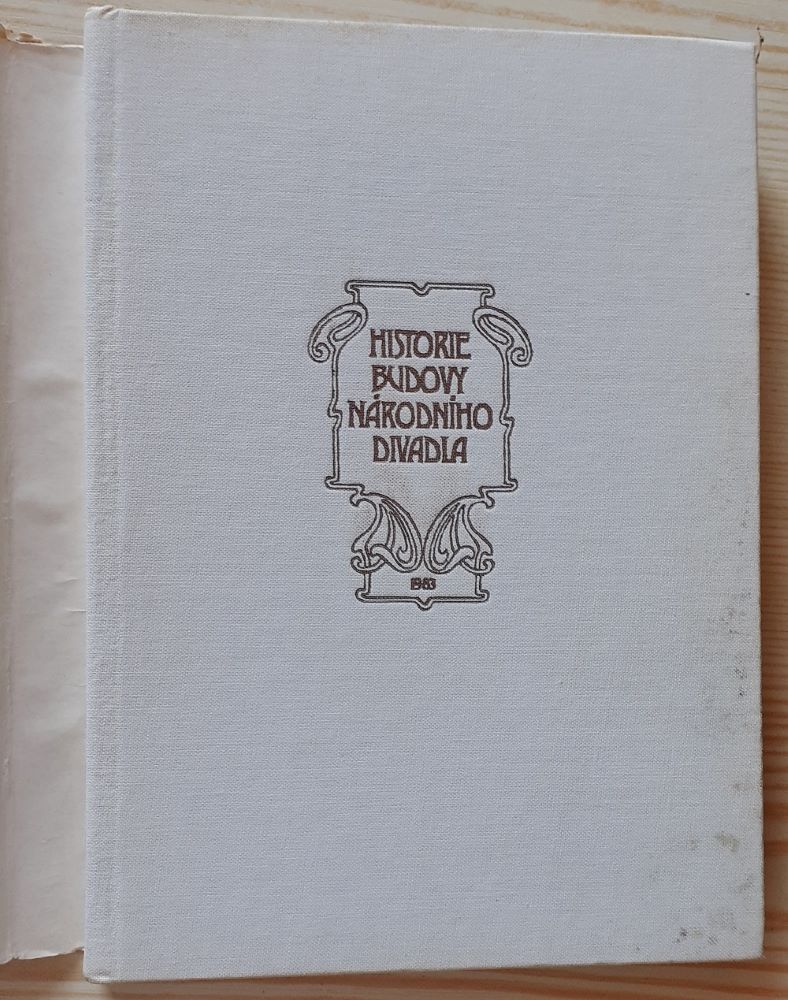 HISTORIE
BUDOVY
NÁRODNÍHO
DIVADLA
1983